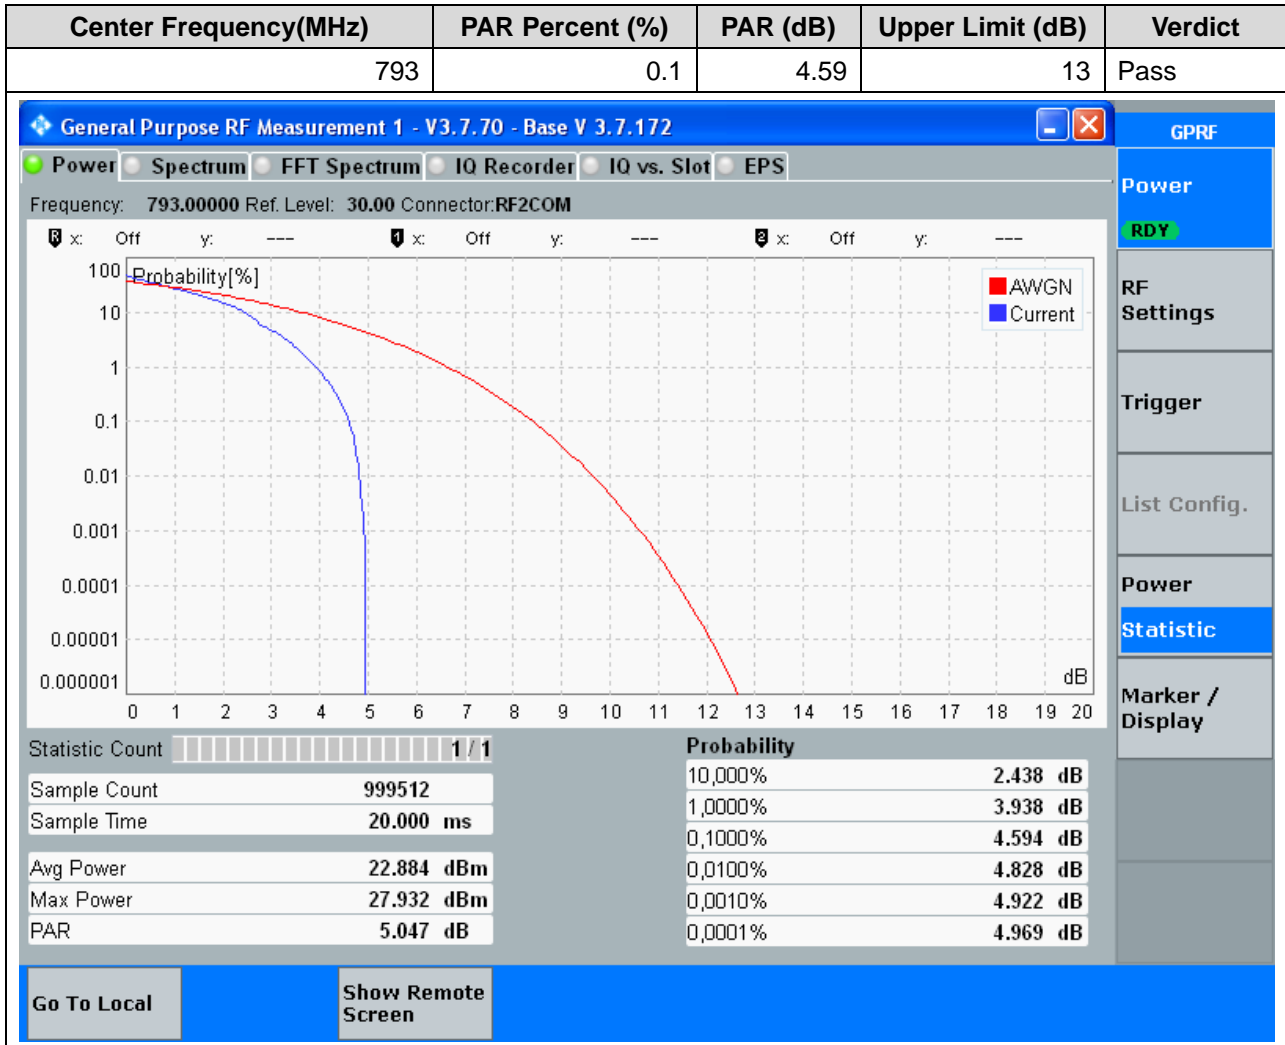 Center Frequency(MHz) PAR Percent (%) PAR (dB) Upper Limit (dB) Verdict
793 0.1 4.59 13 Pass
General Purpose RF Measurement 1 - V3.7.70 - Base V 3.7.172
GPRF
Power Spectrum FFT Spectrum IQ Recorder IQ vs. Slot EPS
Frequency: 793.00000 Ref. Level: 30.00 Connector:RF2COM
Power
RDY
R x: Off y: --- 1 x: Off y: --- 2 x: Off y: ---
Probability[%]
AWGN
Current
100
10
1
0.1
0.01
0.001
0.0001
0.00001
0.000001
dB
0 1 2 3 4 5 6 7 8 9 10 11 12 13 14 15 16 17 18 19 20
RF
Settings
Trigger
List Config.
Power
Statistic
Marker /
Display
Statistic Count 1 / 1
Sample Count 999512
Sample Time 20.000 ms
Avg Power 22.884 dBm
Max Power 27.932 dBm
PAR 5.047 dB
Probability
10,000% 2.438 dB
1,0000% 3.938 dB
0,1000% 4.594 dB
0,0100% 4.828 dB
0,0010% 4.922 dB
0,0001% 4.969 dB
Go To Local
Show Remote
Screen